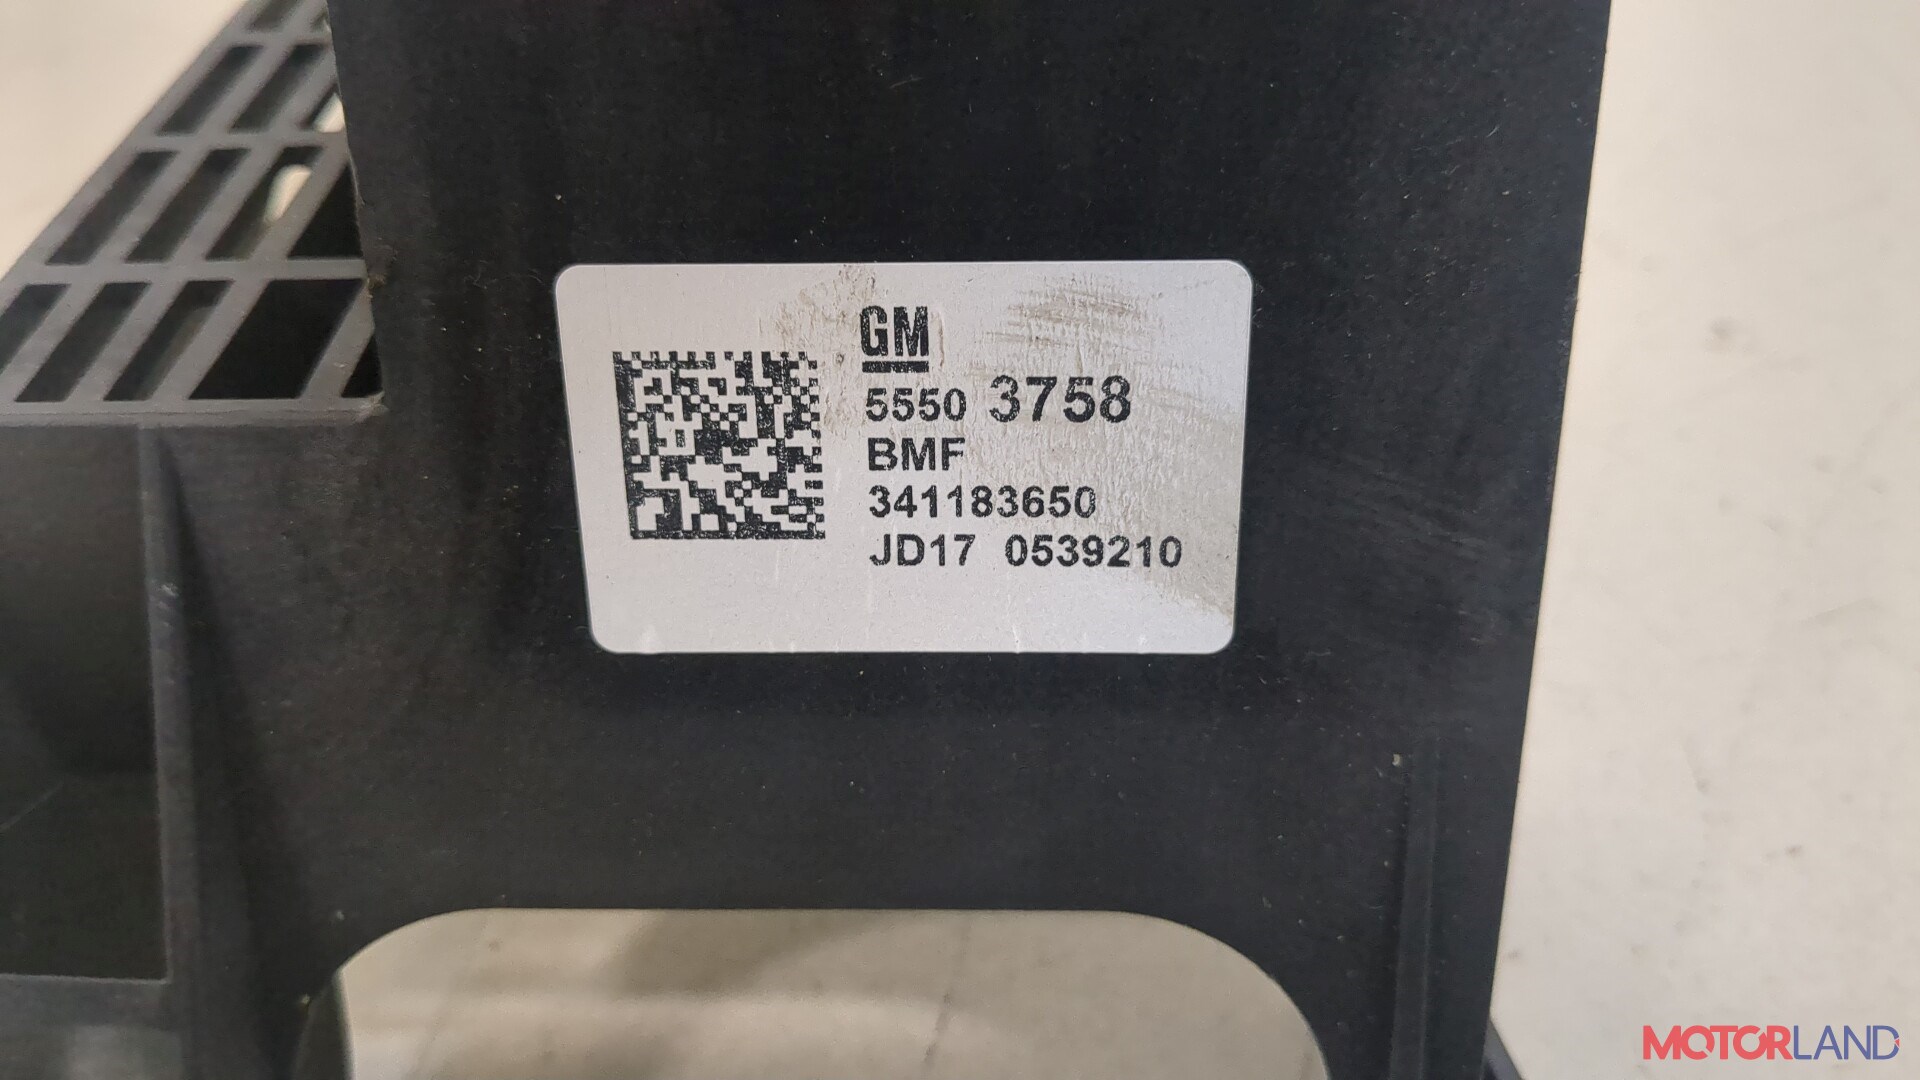 GM
5550 3758
BMF
341183650
JD17 0539210
MOTORLAND